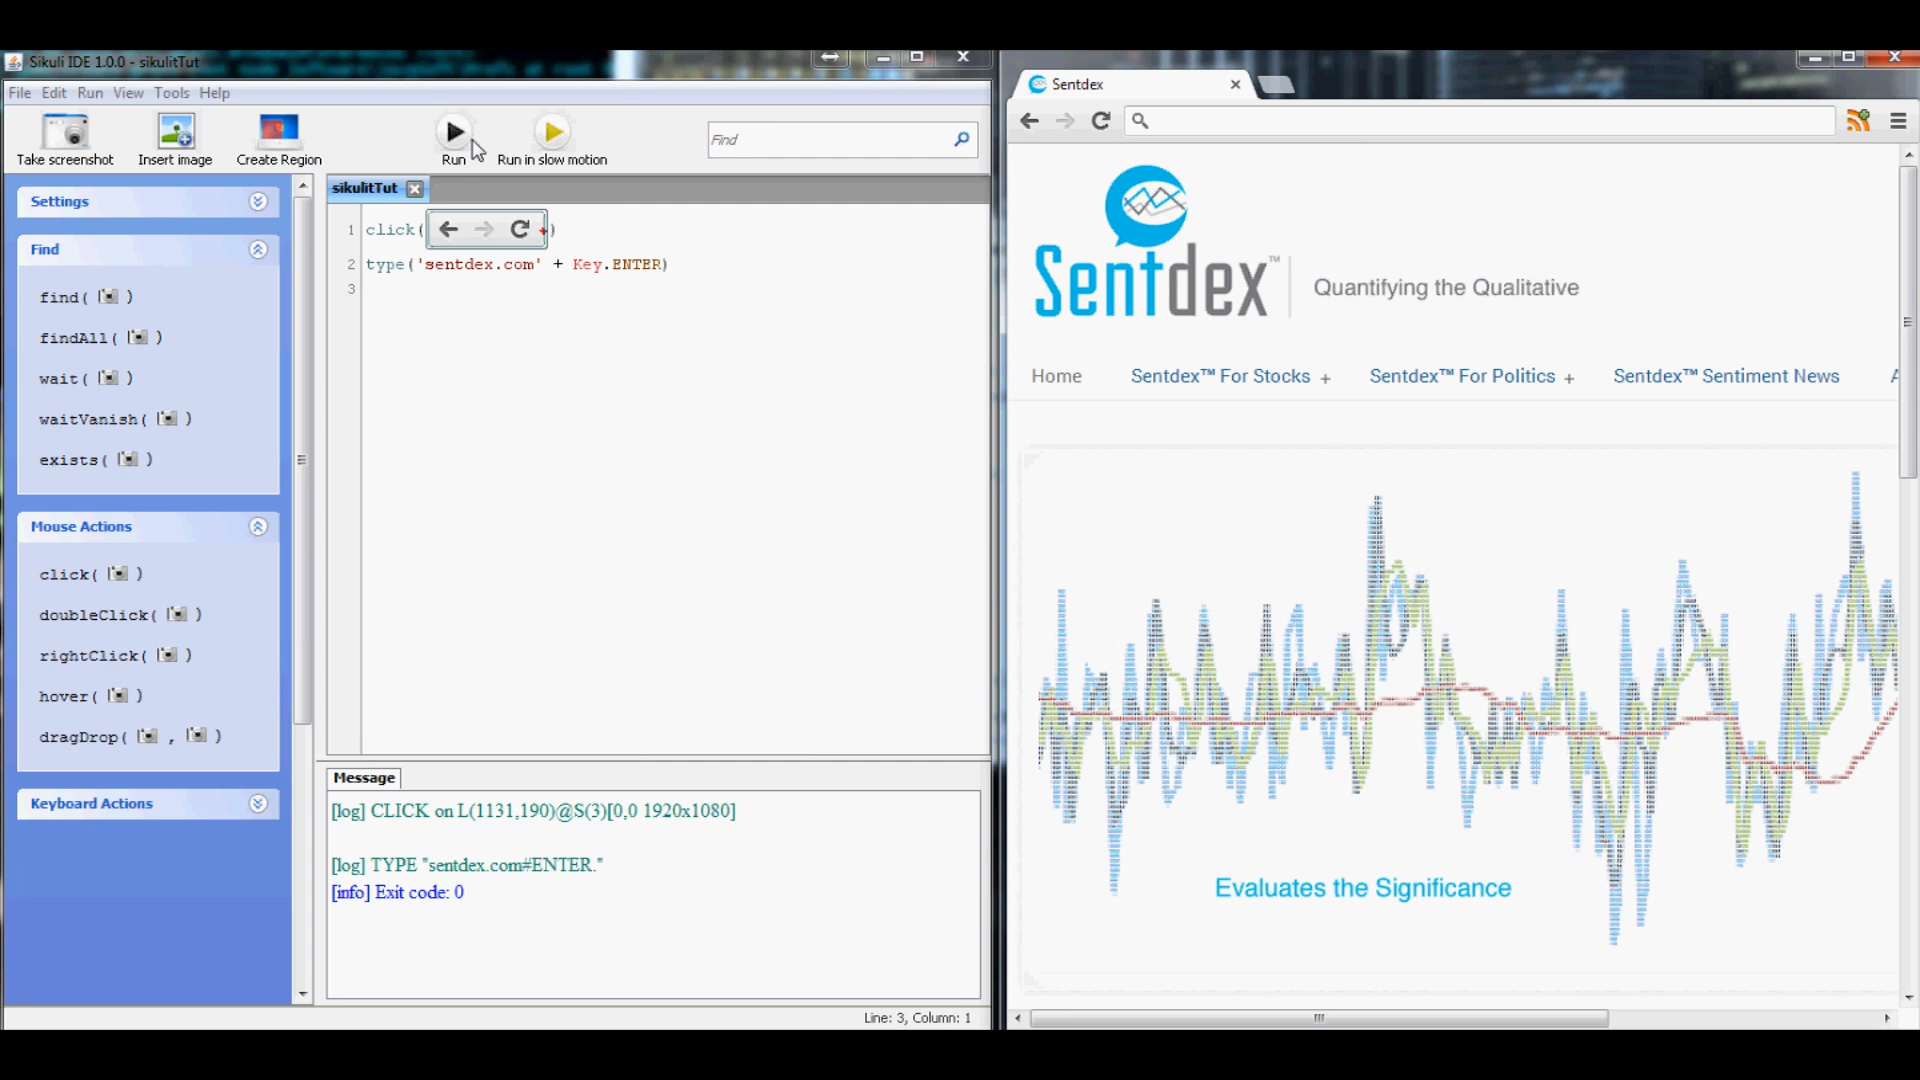 Sikuli IDE 1.0.0 - sikulitTut
File Edit Run View Tools Help
Take screenshot
Insert image
Create Region
Run
Run in slow motion
Find
Settings
Find
find( )
findAll( )
wait( )
waitVanish( )
exists( )
Mouse Actions
click( )
doubleClick( )
rightClick( )
hover( )
dragDrop( , )
Keyboard Actions
sikulitTut
1 click( )
2 type('sentdex.com' + Key.ENTER)
3
Message
[log] CLICK on L(1131,190)@S(3)[0,0 1920x1080]
[log] TYPE "sentdex.com#ENTER."
[info] Exit code: 0
Line: 3, Column: 1
Sentdex
Sentdex™
Quantifying the Qualitative
Home Sentdex™ For Stocks + Sentdex™ For Politics + Sentdex™ Sentiment News
Evaluates the Significance